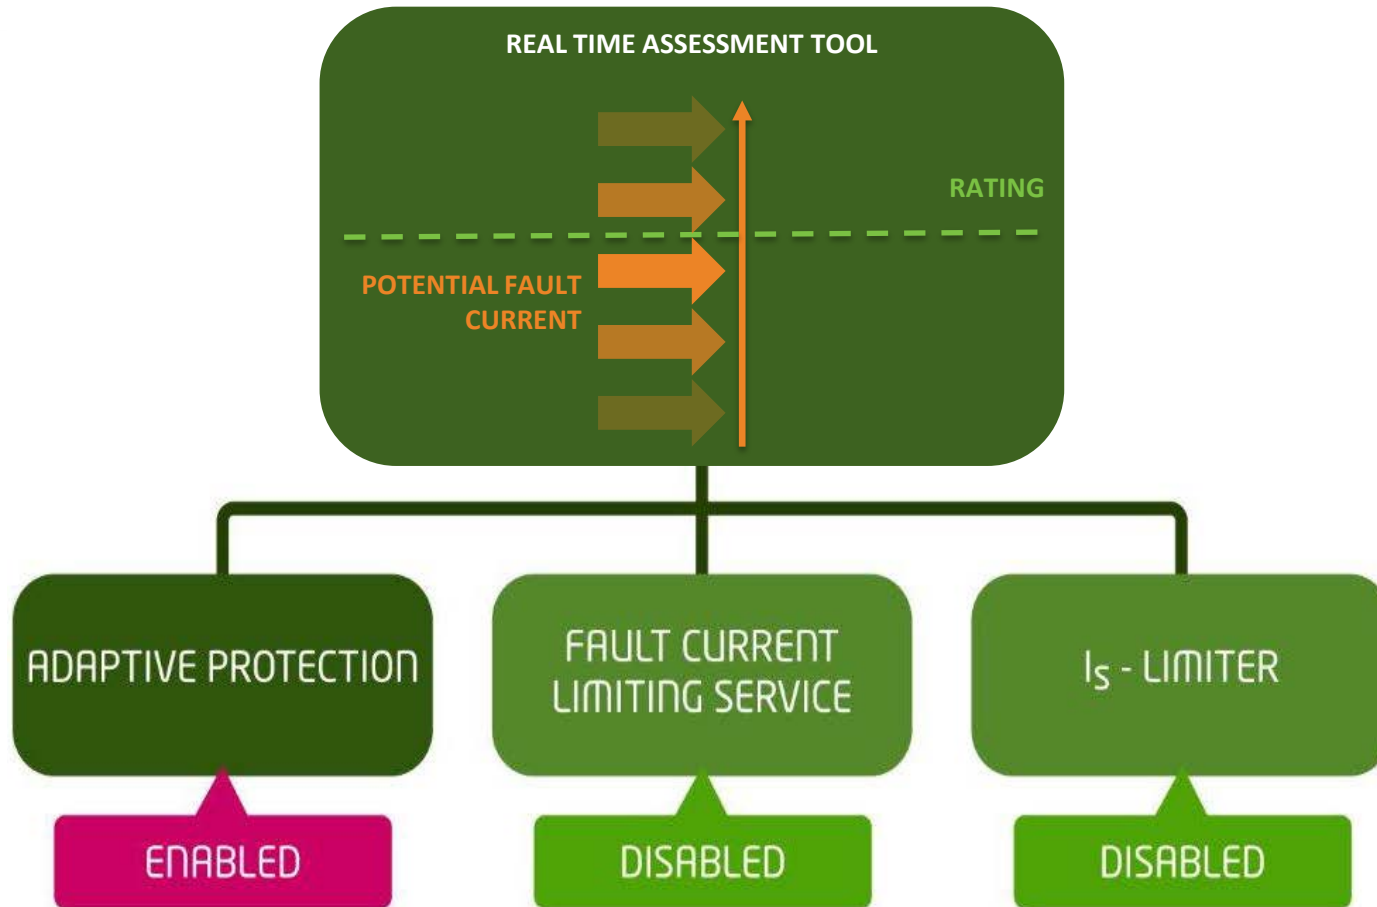 REAL TIME ASSESSMENT TOOL
RATING
POTENTIAL FAULT
CURRENT
ADAPTIVE PROTECTION
FAULT CURRENT
LIMITING SERVICE
Is - LIMITER
ENABLED
DISABLED
DISABLED